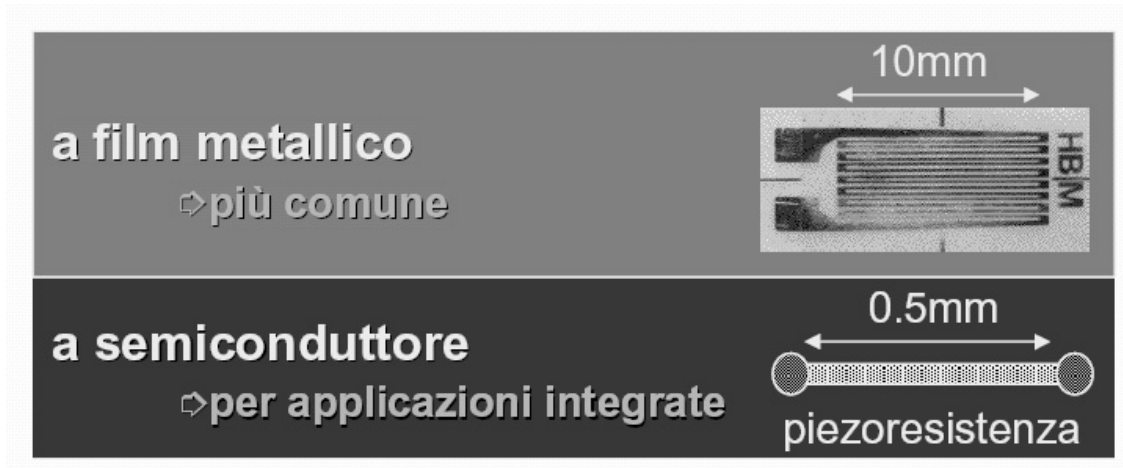 10mm
a film metallico
⇨più comune
HBM
0.5mm
a semiconduttore
⇨per applicazioni integrate
piezoresistenza